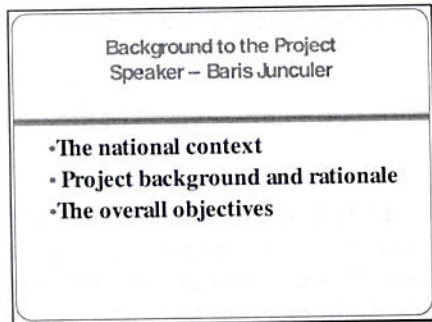 Background to the Project
Speaker – Baris Junculer
•The national context
• Project background and rationale
•The overall objectives